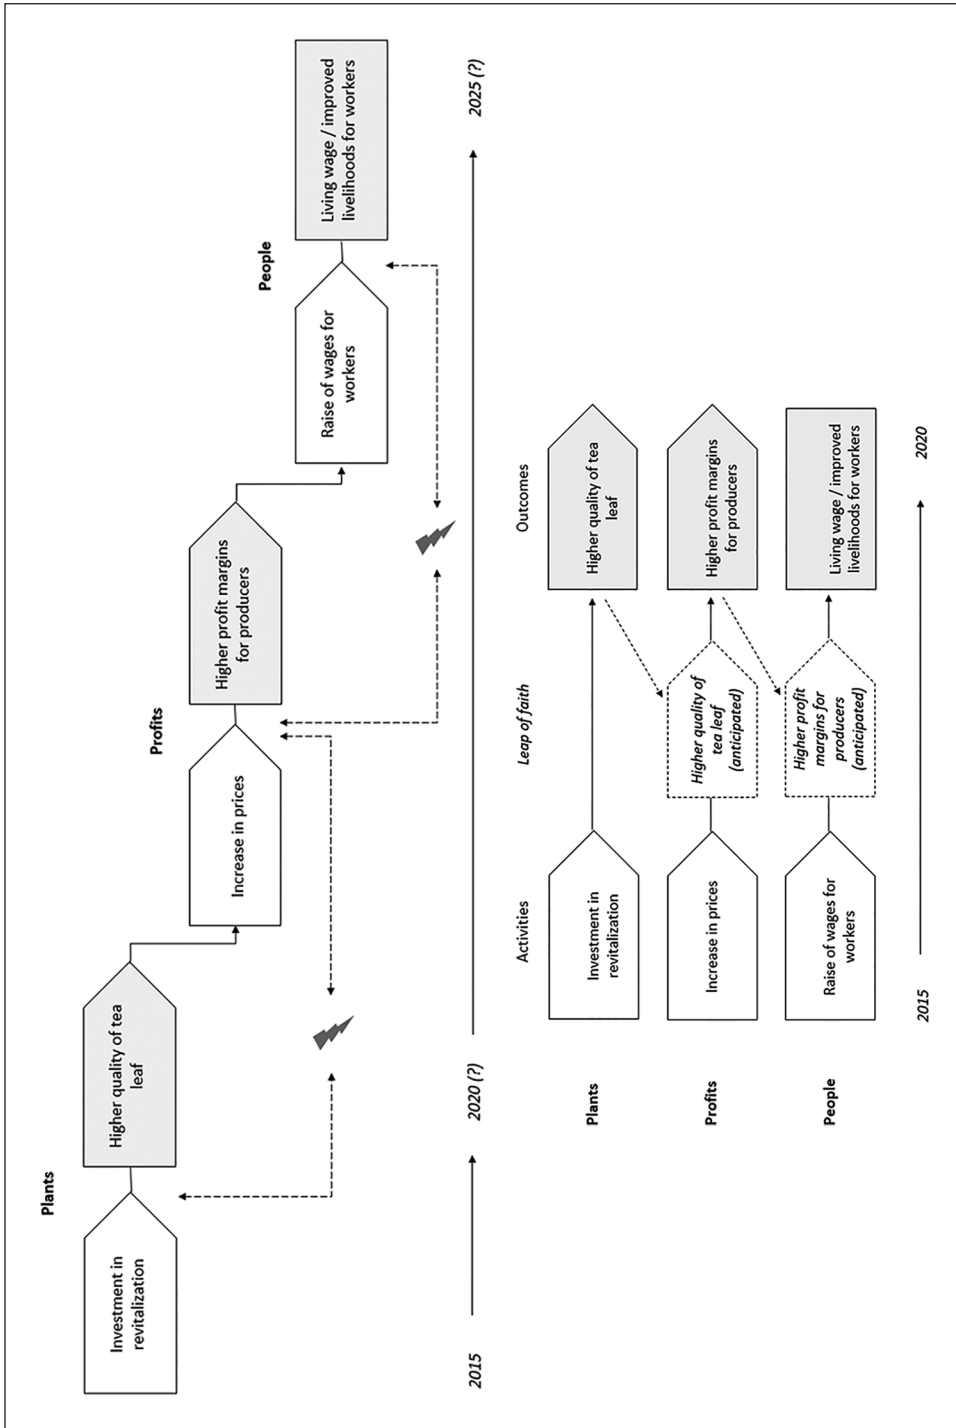 Plants
Investment in
revitalization
Higher quality of tea
leaf
Profits
Increase in prices
Higher profit margins
for producers
People
Raise of wages for
workers
Living wage / improved
livelihoods for workers
2015
2020 (?)
2025 (?)
Activities
Leap of faith
Outcomes
Plants
Investment in
revitalization
Higher quality of tea
leaf
Profits
Increase in prices
Higher quality of
tea leaf
(anticipated)
Higher profit margins
for producers
People
Raise of wages for
workers
Higher profit
margins for
producers
(anticipated)
Living wage / improved
livelihoods for workers
2015
2020